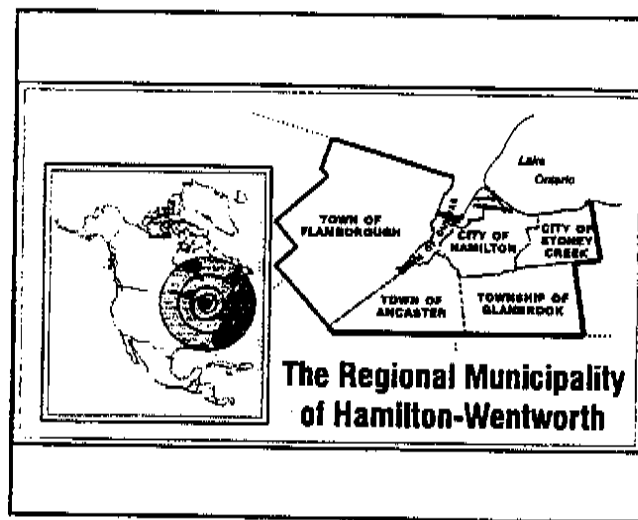 Lake
Ontario
TOWN OF
FLAMBOROUGH
CITY OF
HAMILTON
CITY OF
STONEY
CREEK
TOWN OF
ANCASTER
TOWNSHIP OF
GLANBROOK
The Regional Municipality
of Hamilton-Wentworth